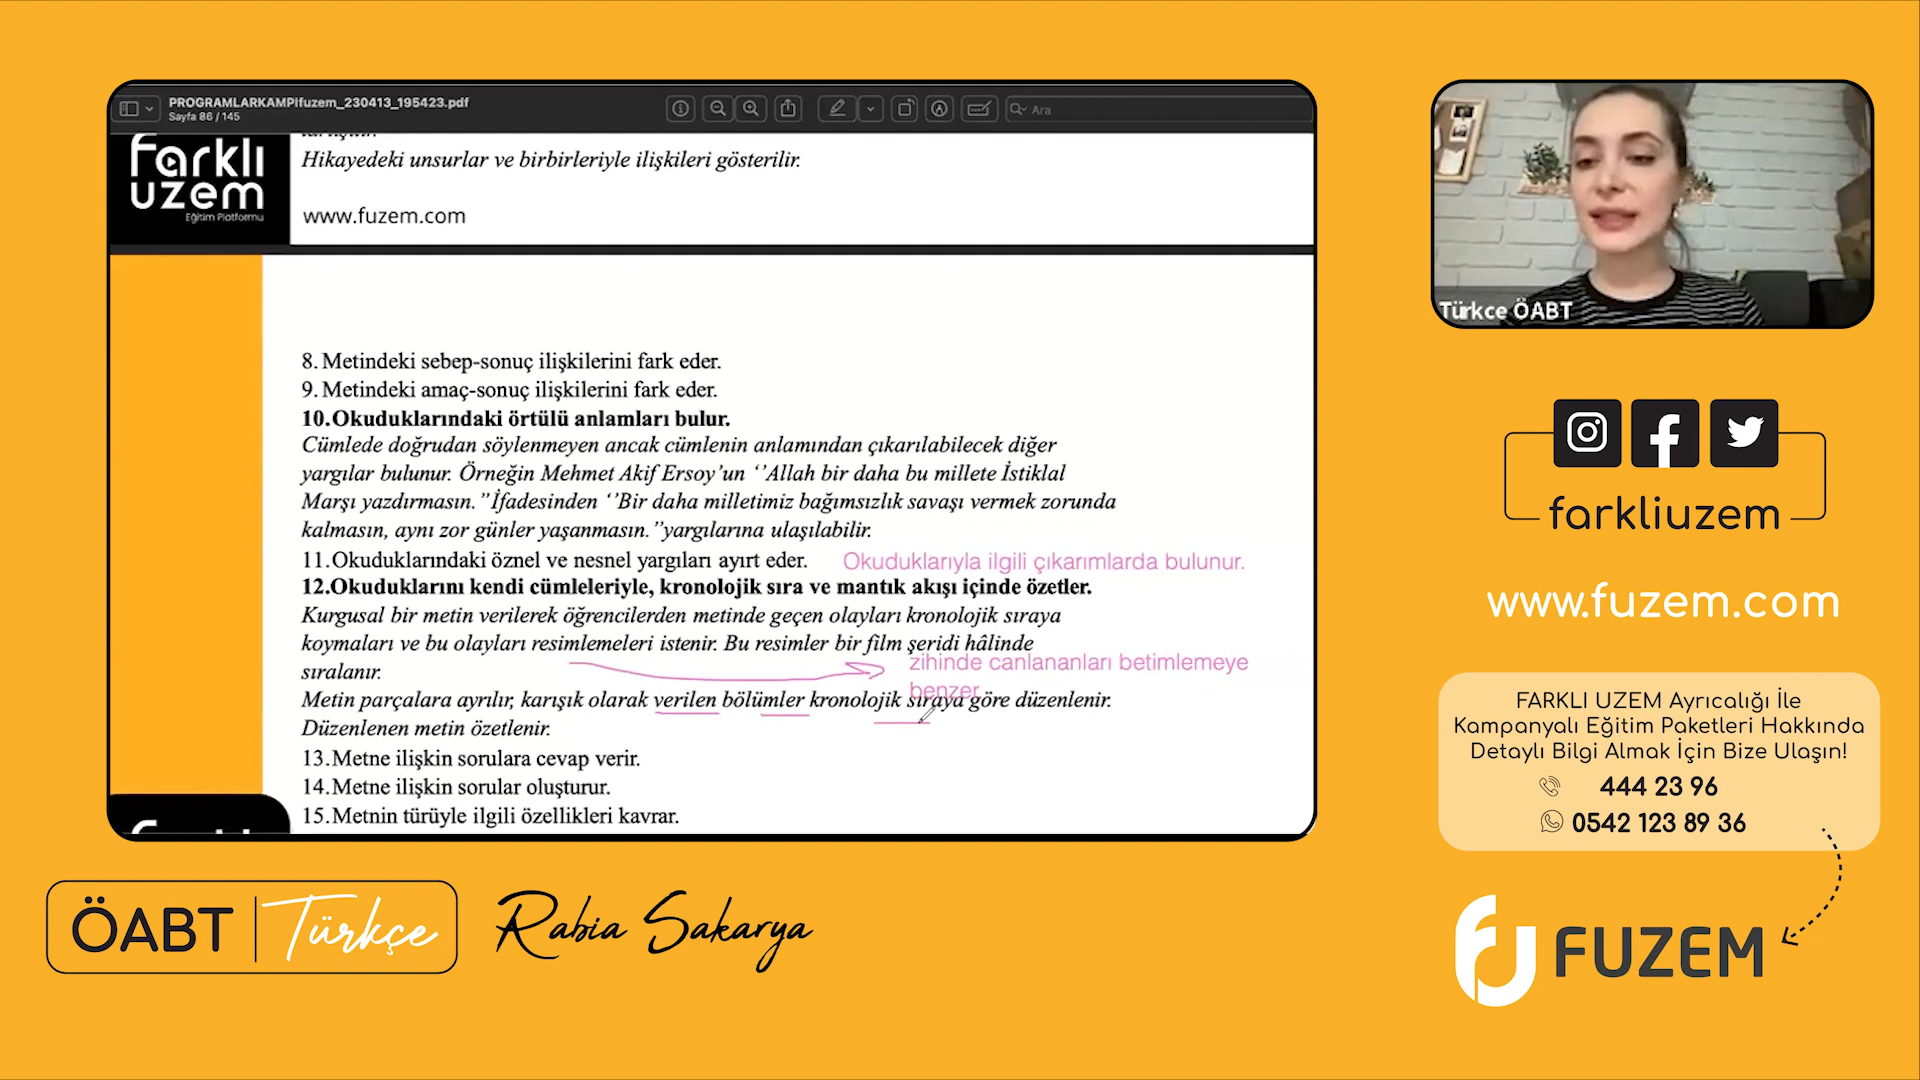 PROGRAMLARKAMPIfuzem_230413_195423.pdf
Sayfa 86 / 145
Ara
farklı
uzem
Eğitim Platformu
Hikayedeki unsurlar ve birbirleriyle ilişkileri gösterilir.
www.fuzem.com
8. Metindeki sebep-sonuç ilişkilerini fark eder.
9. Metindeki amaç-sonuç ilişkilerini fark eder.
10.Okuduklarındaki örtülü anlamları bulur.
Cümlede doğrudan söylenmeyen ancak cümlenin anlamından çıkarılabilecek diğer
yargılar bulunur. Örneğin Mehmet Akif Ersoy’un ‘’Allah bir daha bu millete İstiklal
Marşı yazdırmasın.’’İfadesinden ‘’Bir daha milletimiz bağımsızlık savaşı vermek zorunda
kalmasın, aynı zor günler yaşanmasın.’’yargılarına ulaşılabilir.
11.Okuduklarındaki öznel ve nesnel yargıları ayırt eder. Okuduklarıyla ilgili çıkarımlarda bulunur.
12.Okuduklarını kendi cümleleriyle, kronolojik sıra ve mantık akışı içinde özetler.
Kurgusal bir metin verilerek öğrencilerden metinde geçen olayları kronolojik sıraya
koymaları ve bu olayları resimlemeleri istenir. Bu resimler bir film şeridi hâlinde
sıralanır.
zihinde canlananları betimlemeye
benzer
Metin parçalara ayrılır, karışık olarak verilen bölümler kronolojik sıraya göre düzenlenir.
Düzenlenen metin özetlenir.
13.Metne ilişkin sorulara cevap verir.
14.Metne ilişkin sorular oluşturur.
15.Metnin türüyle ilgili özellikleri kavrar.
Türkce ÖABT
farkliuzem
www.fuzem.com
FARKLI UZEM Ayrıcalığı İle
Kampanyalı Eğitim Paketleri Hakkında
Detaylı Bilgi Almak İçin Bize Ulaşın!
444 23 96
0542 123 89 36
FUZEM
ÖABT Türkçe
Rabia Sakarya